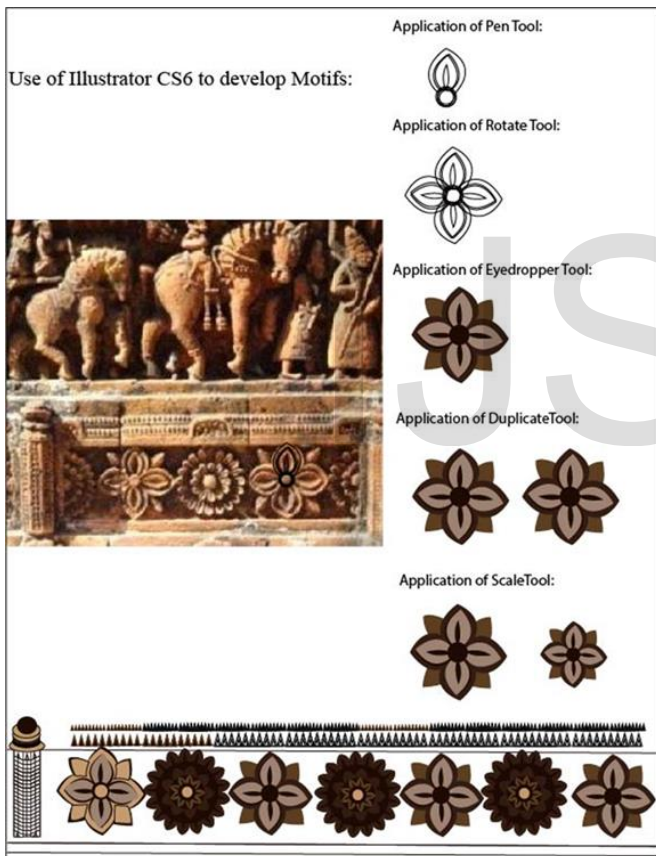 Use of Illustrator CS6 to develop Motifs:
Application of Pen Tool:
Application of Rotate Tool:
Application of Eyedropper Tool:
Application of DuplicateTool:
Application of ScaleTool:
JS